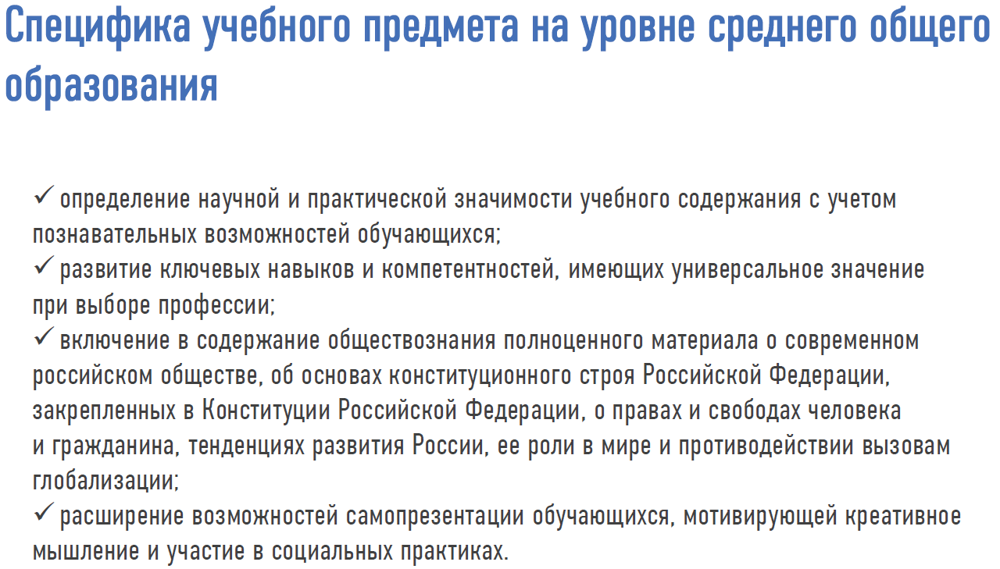 Специфика учебного предмета на уровне среднего общего
образования
✓ определение научной и практической значимости учебного содержания с учетом
познавательных возможностей обучающихся;
✓ развитие ключевых навыков и компетентностей, имеющих универсальное значение
при выборе профессии;
✓ включение в содержание обществознания полноценного материала о современном
российском обществе, об основах конституционного строя Российской Федерации,
закрепленных в Конституции Российской Федерации, о правах и свободах человека
и гражданина, тенденциях развития России, ее роли в мире и противодействии вызовам
глобализации;
✓ расширение возможностей самопрезентации обучающихся, мотивирующей креативное
мышление и участие в социальных практиках.